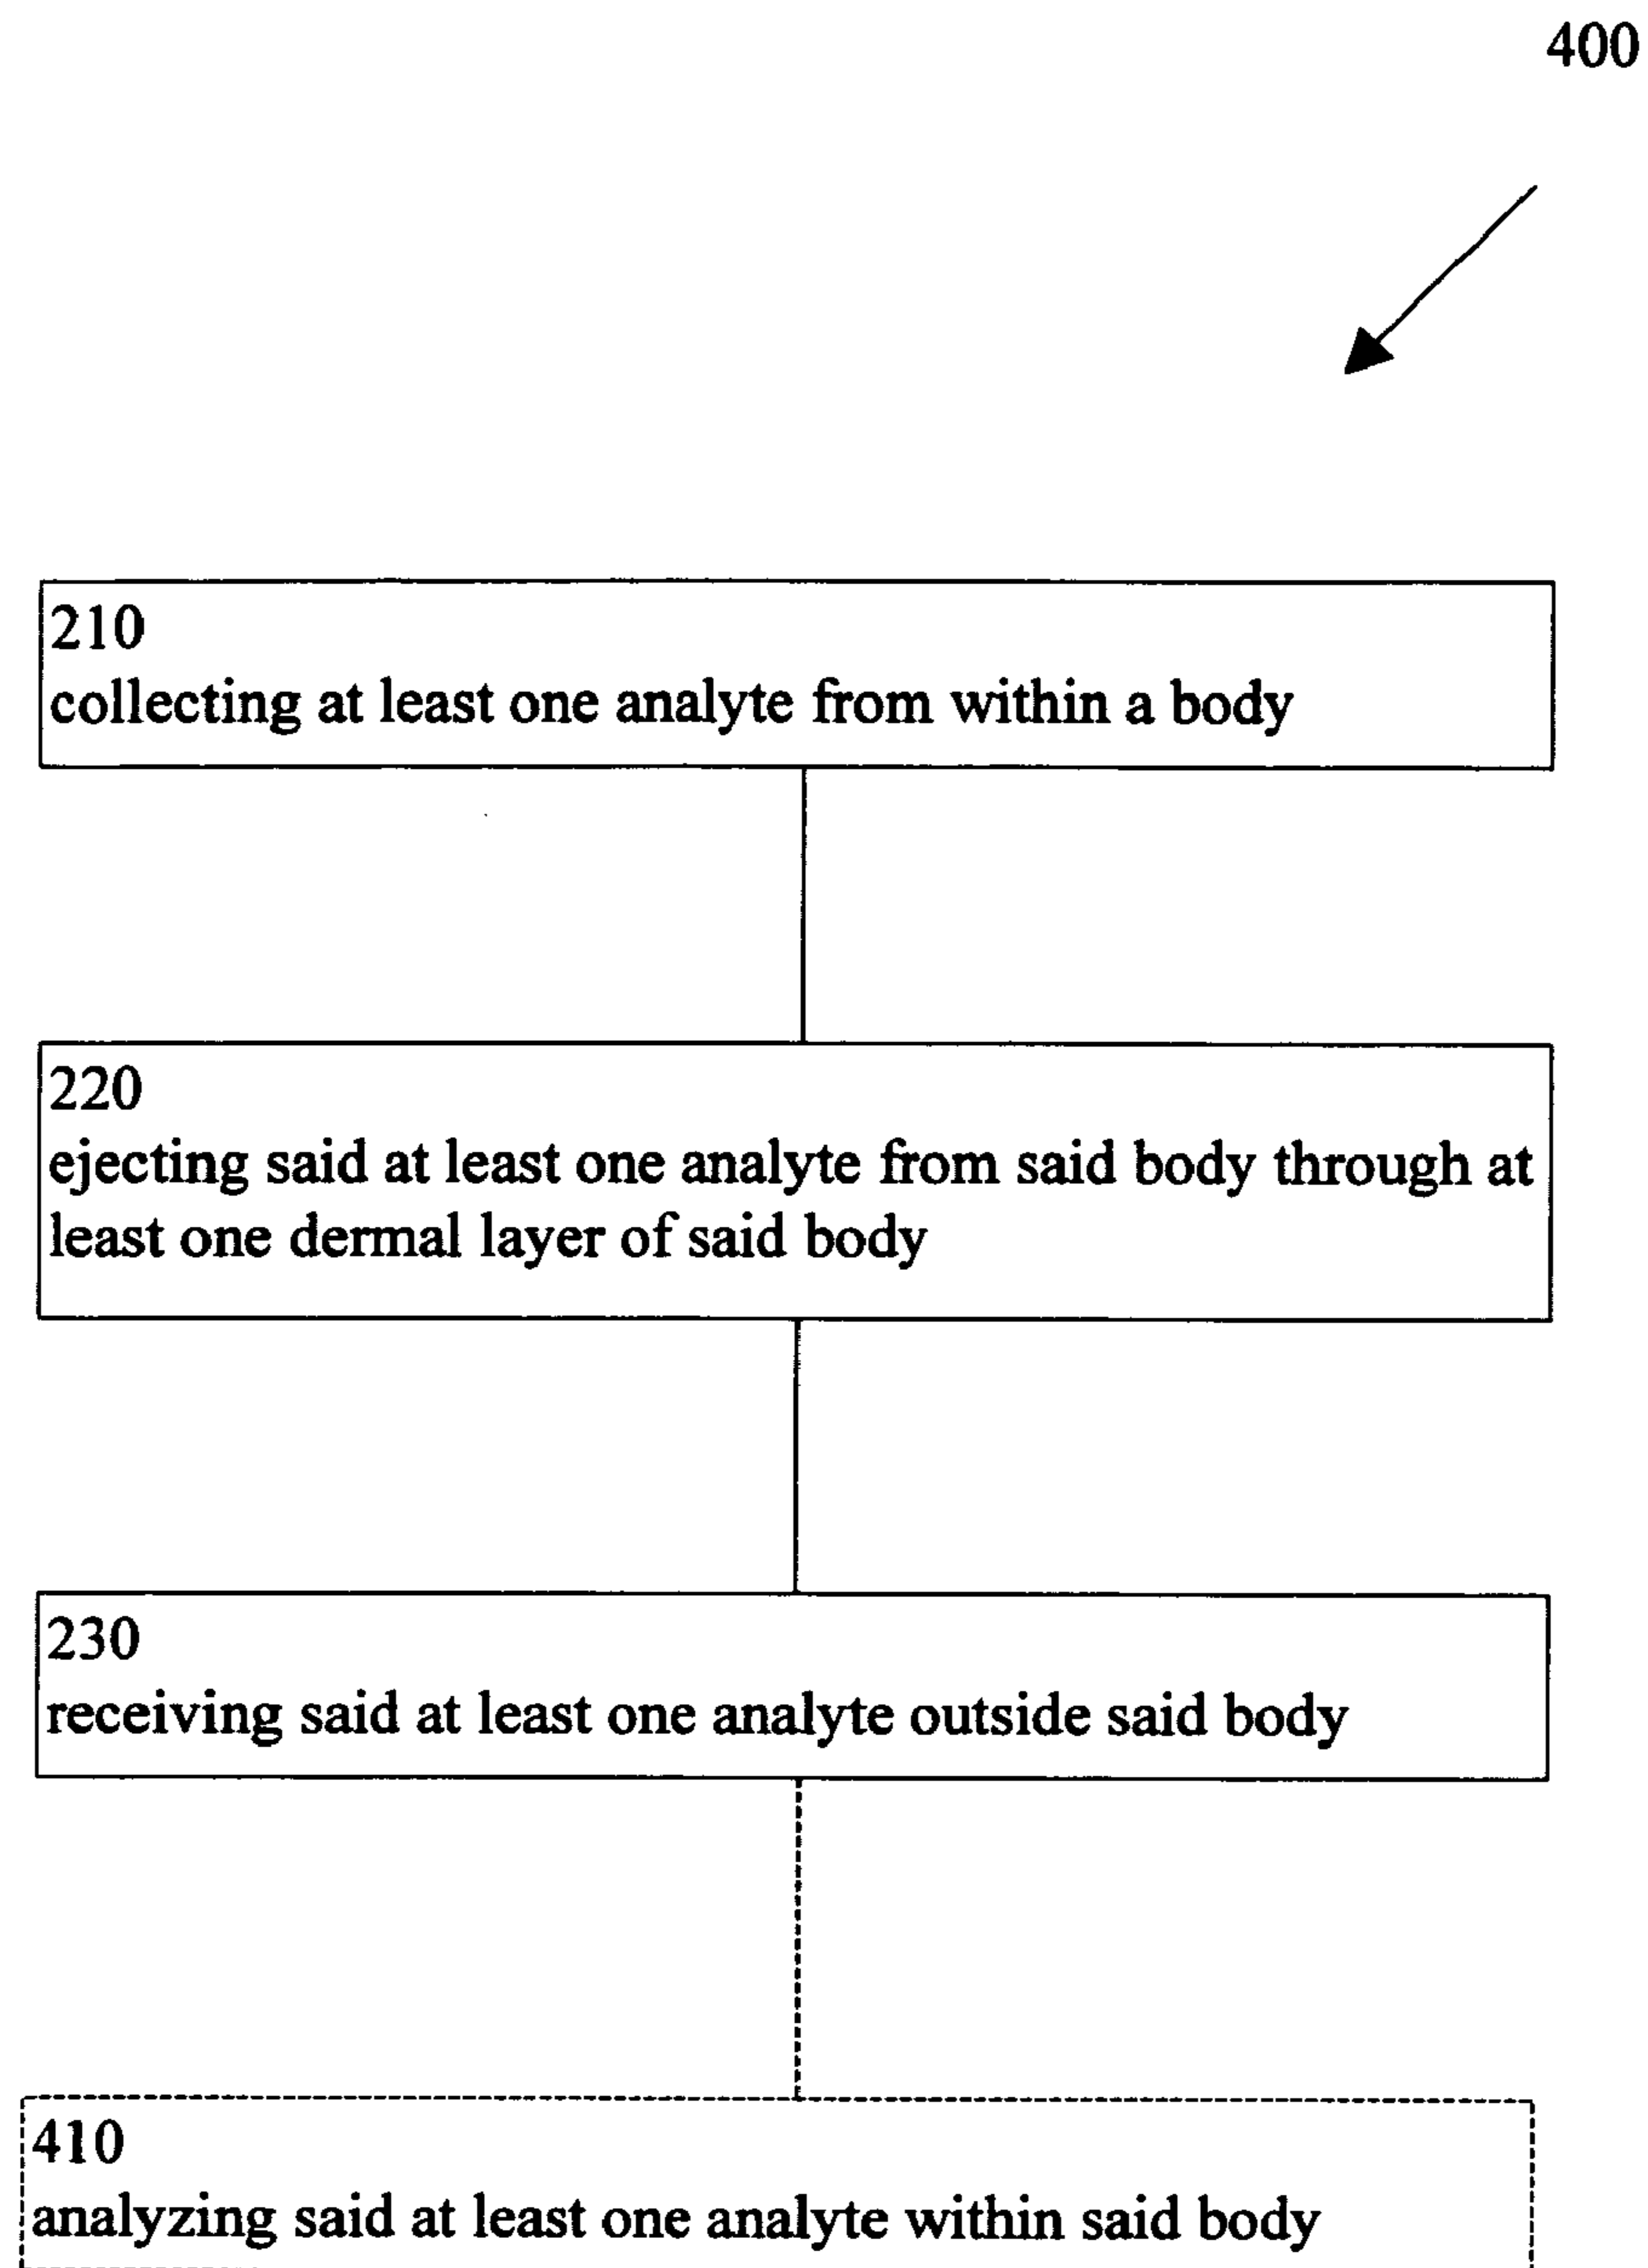 400
210
collecting at least one analyte from within a body
220
ejecting said at least one analyte from said body through at
least one dermal layer of said body
230
receiving said at least one analyte outside said body
410
analyzing said at least one analyte within said body